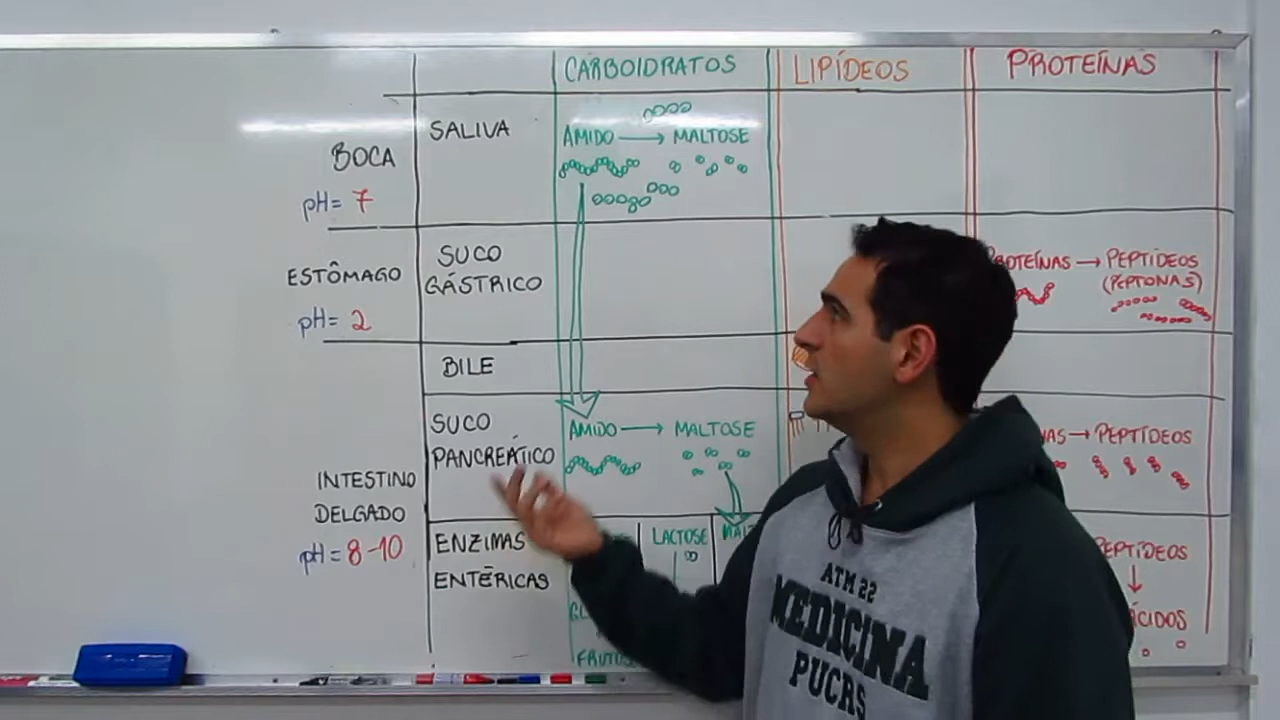 CARBOIDRATOS
LIPÍDEOS
PROTEÍNAS
BOCA
pH= 7
SALIVA
AMIDO → MALTOSE
ESTÔMAGO
pH= 2
SUCO
GÁSTRICO
PROTEÍNAS → PEPTÍDEOS
(PEPTONAS)
BILE
SUCO
PANCREÁTICO
AMIDO → MALTOSE
→ PEPTÍDEOS
INTESTINO
DELGADO
pH= 8-10
ENZIMAS
ENTÉRICAS
LACTOSE
PEPTÍDEOS
ATM 22
MEDICINA
PUCRS